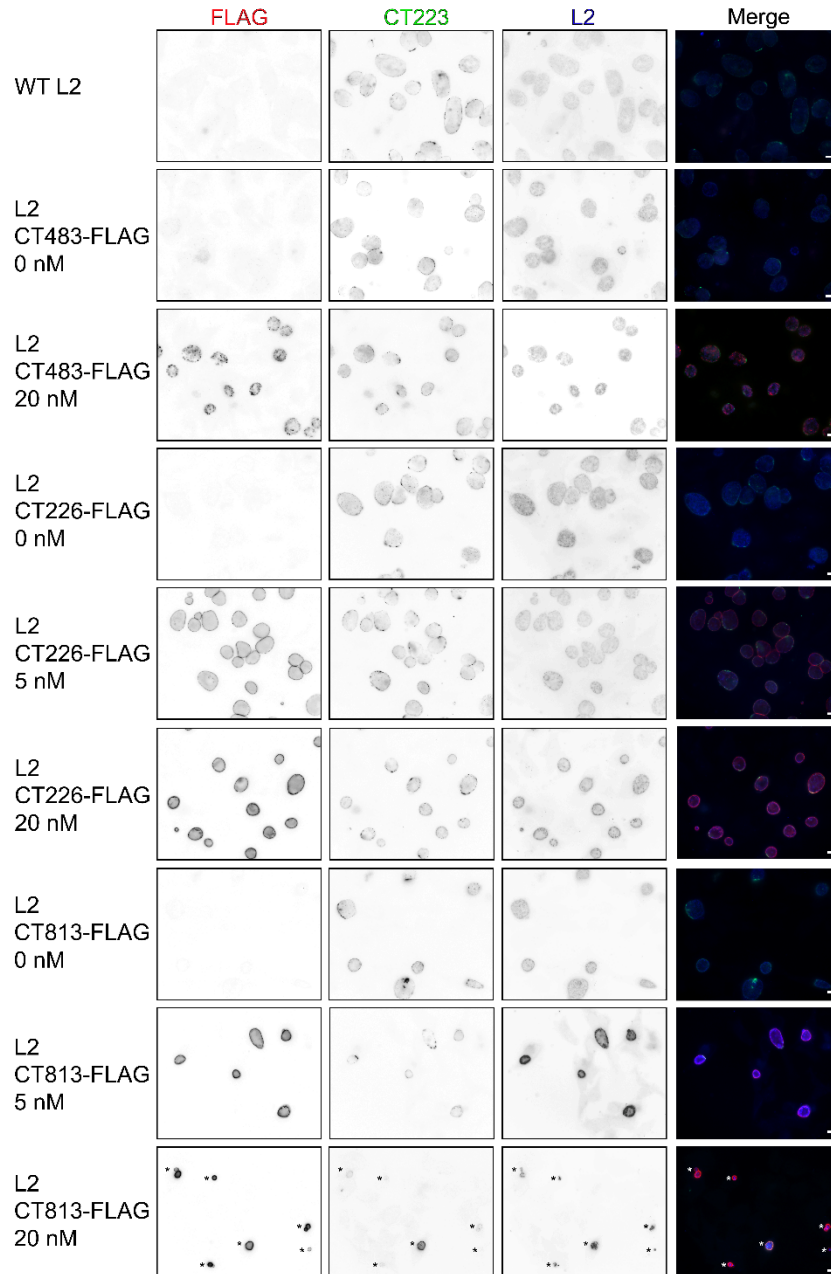 FLAG CT223 L2 Merge
WT L2
L2
CT483-FLAG
0 nM
L2
CT483-FLAG
20 nM
L2
CT226-FLAG
0 nM
L2
CT226-FLAG
5 nM
L2
CT226-FLAG
20 nM
L2
CT813-FLAG
0 nM
L2
CT813-FLAG
5 nM
L2
CT813-FLAG
20 nM